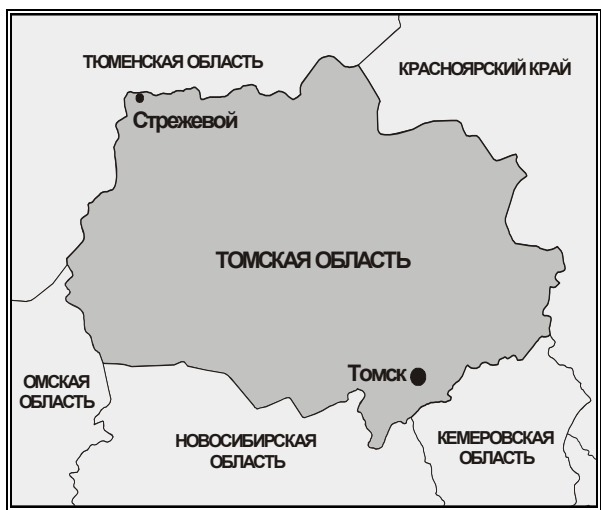 ТЮМЕНСКАЯ ОБЛАСТЬ
КРАСНОЯРСКИЙ КРАЙ
Стрежевой
ТОМСКАЯ ОБЛАСТЬ
Томск
ОМСКАЯ
ОБЛАСТЬ
НОВОСИБИРСКАЯ
ОБЛАСТЬ
КЕМЕРОВСКАЯ
ОБЛАСТЬ